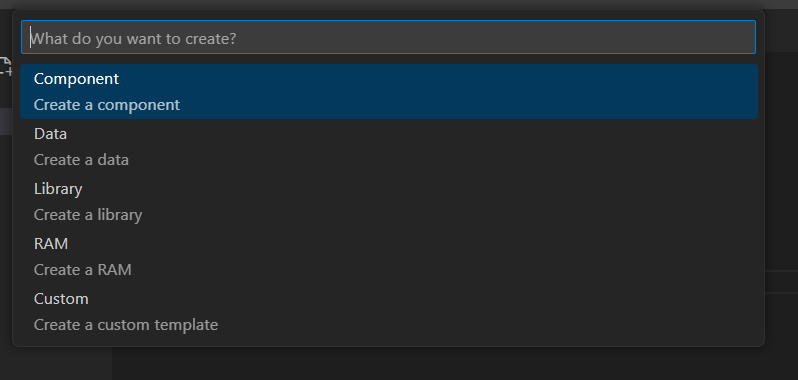 What do you want to create?
Component
Create a component
Data
Create a data
Library
Create a library
RAM
Create a RAM
Custom
Create a custom template